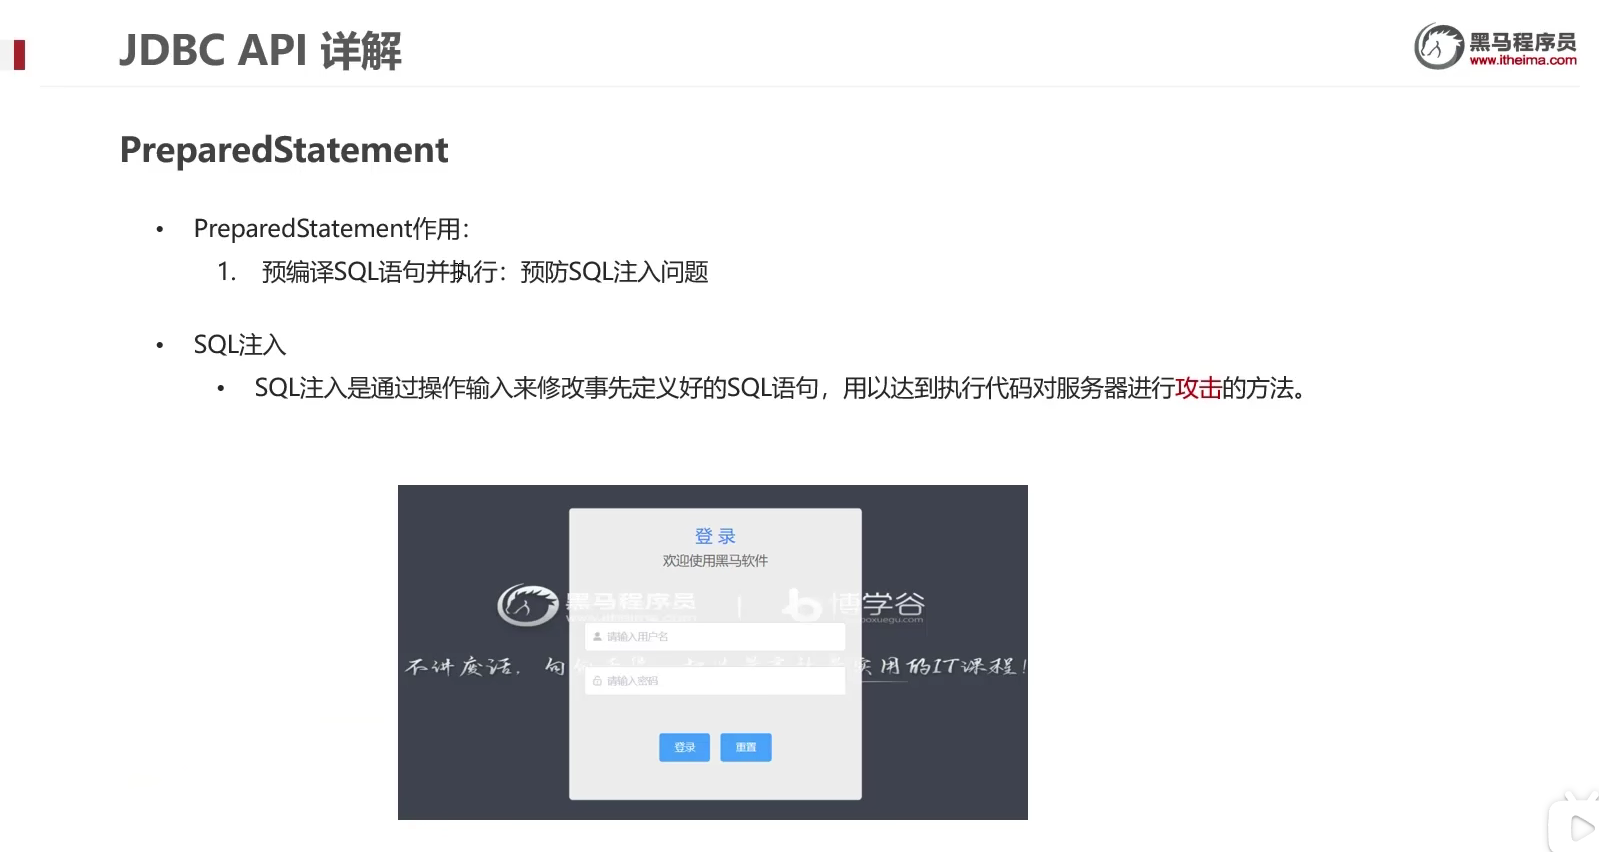 JDBC API 详解
黑马程序员
www.itheima.com
PreparedStatement
• PreparedStatement作用：
1. 预编译SQL语句并执行：预防SQL注入问题
• SQL注入
• SQL注入是通过操作输入来修改事先定义好的SQL语句，用以达到执行代码对服务器进行攻击的方法。
登 录
欢迎使用黑马软件
黑马程序员
博学谷
请输入用户名
不讲废话，句句
实用的IT课程！
请输入密码
登录
重置